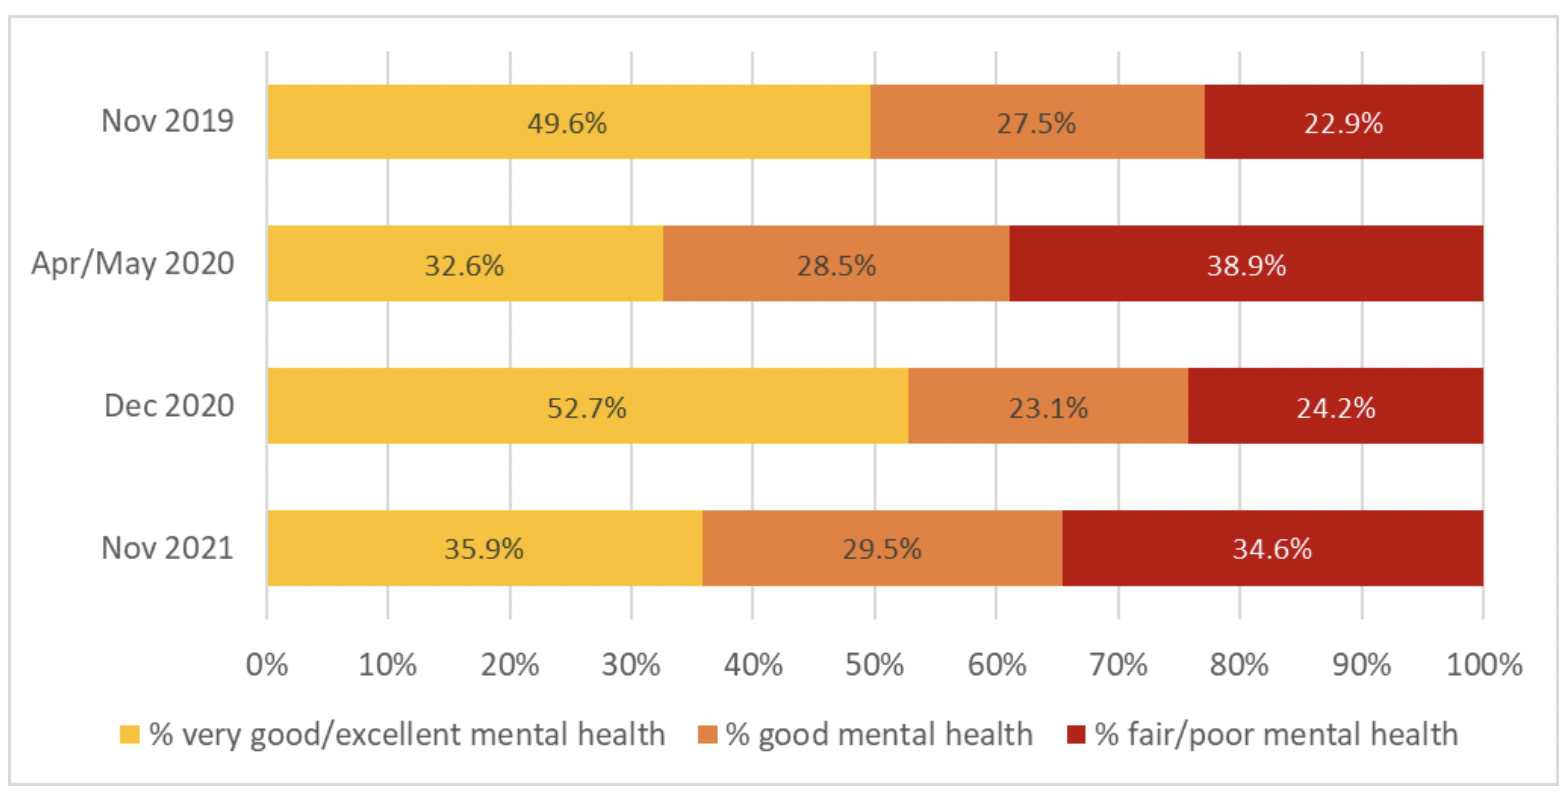 Nov 2019 49.6% 27.5% 22.9%
Apr/May 2020 32.6% 28.5% 38.9%
Dec 2020 52.7% 23.1% 24.2%
Nov 2021 35.9% 29.5% 34.6%
0% 10% 20% 30% 40% 50% 60% 70% 80% 90% 100%
% very good/excellent mental health % good mental health % fair/poor mental health